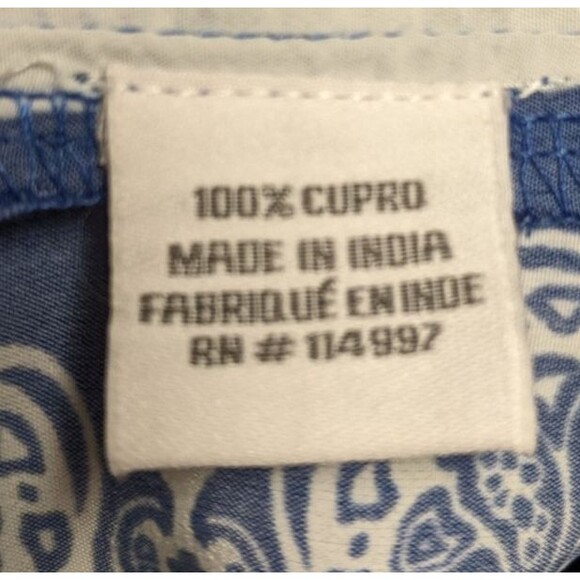 100% CUPRO
MADE IN INDIA
FABRIQUÉ EN INDE
RN # 114997